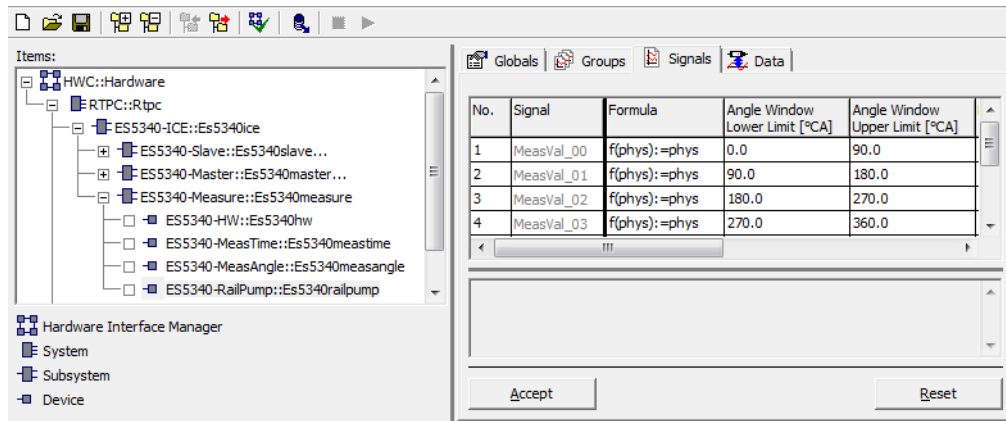 Items:
HWC::Hardware
RTPC::Rtpc
ES5340-ICE::Es5340ice
ES5340-Slave::Es5340slave...
ES5340-Master::Es5340master...
ES5340-Measure::Es5340measure
ES5340-HW::Es5340hw
ES5340-MeasTime::Es5340meastime
ES5340-MeasAngle::Es5340measangle
ES5340-RailPump::Es5340railpump
Hardware Interface Manager
System
Subsystem
Device
Globals Groups Signals Data
No. Signal Formula Angle Window Lower Limit [°CA] Angle Window Upper Limit [°CA]
1 MeasVal_00 f(phys):=phys 0.0 90.0
2 MeasVal_01 f(phys):=phys 90.0 180.0
3 MeasVal_02 f(phys):=phys 180.0 270.0
4 MeasVal_03 f(phys):=phys 270.0 360.0
Accept Reset